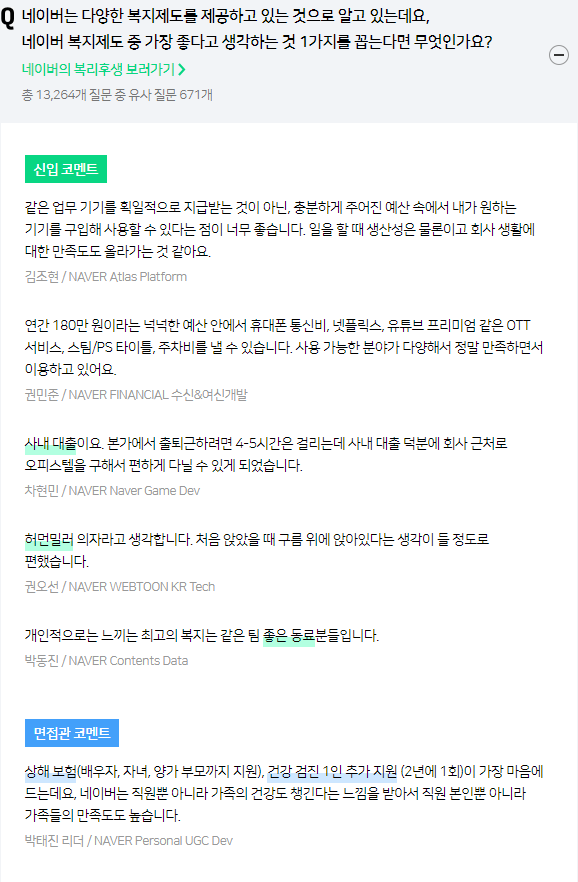 Q 네이버는 다양한 복지제도를 제공하고 있는 것으로 알고 있는데요,
네이버 복지제도 중 가장 좋다고 생각하는 것 1가지를 꼽는다면 무엇인가요?
네이버의 복리후생 보러가기 >
총 13,264개 질문 중 유사 질문 671개
신입 코멘트
같은 업무 기기를 획일적으로 지급받는 것이 아닌, 충분하게 주어진 예산 속에서 내가 원하는
기기를 구입해 사용할 수 있다는 점이 너무 좋습니다. 일을 할 때 생산성은 물론이고 회사 생활에
대한 만족도도 올라가는 것 같아요.
김조현 / NAVER Atlas Platform
연간 180만 원이라는 넉넉한 예산 안에서 휴대폰 통신비, 넷플릭스, 유튜브 프리미엄 같은 OTT
서비스, 스팀/PS 타이틀, 주차비를 낼 수 있습니다. 사용 가능한 분야가 다양해서 정말 만족하면서
이용하고 있어요.
권민준 / NAVER FINANCIAL 수신&여신개발
사내 대출이요. 본가에서 출퇴근하려면 4-5시간은 걸리는데 사내 대출 덕분에 회사 근처로
오피스텔을 구해서 편하게 다닐 수 있게 되었습니다.
차현민 / NAVER Naver Game Dev
허먼밀러 의자라고 생각합니다. 처음 앉았을 때 구름 위에 앉아있다는 생각이 들 정도로
편했습니다.
권오선 / NAVER WEBTOON KR Tech
개인적으로는 느끼는 최고의 복지는 같은 팀 좋은 동료분들입니다.
박동진 / NAVER Contents Data
면접관 코멘트
상해 보험(배우자, 자녀, 양가 부모까지 지원), 건강 검진 1인 추가 지원 (2년에 1회)이 가장 마음에
드는데요, 네이버는 직원뿐 아니라 가족의 건강도 챙긴다는 느낌을 받아서 직원 본인뿐 아니라
가족들의 만족도도 높습니다.
박태진 리더 / NAVER Personal UGC Dev